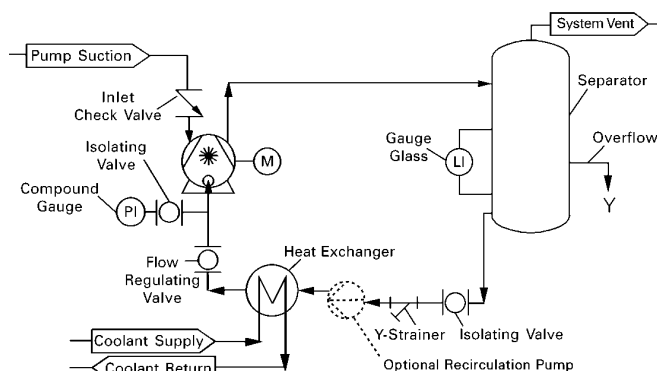 System Vent
Pump Suction
Inlet
Check Valve
Separator
Isolating
Valve
Gauge
Glass
LI
Overflow
M
Compound
Gauge
PI
Y
Heat Exchanger
Flow
Regulating
Valve
Y-Strainer
Isolating Valve
Coolant Supply
Coolant Return
Optional Recirculation Pump